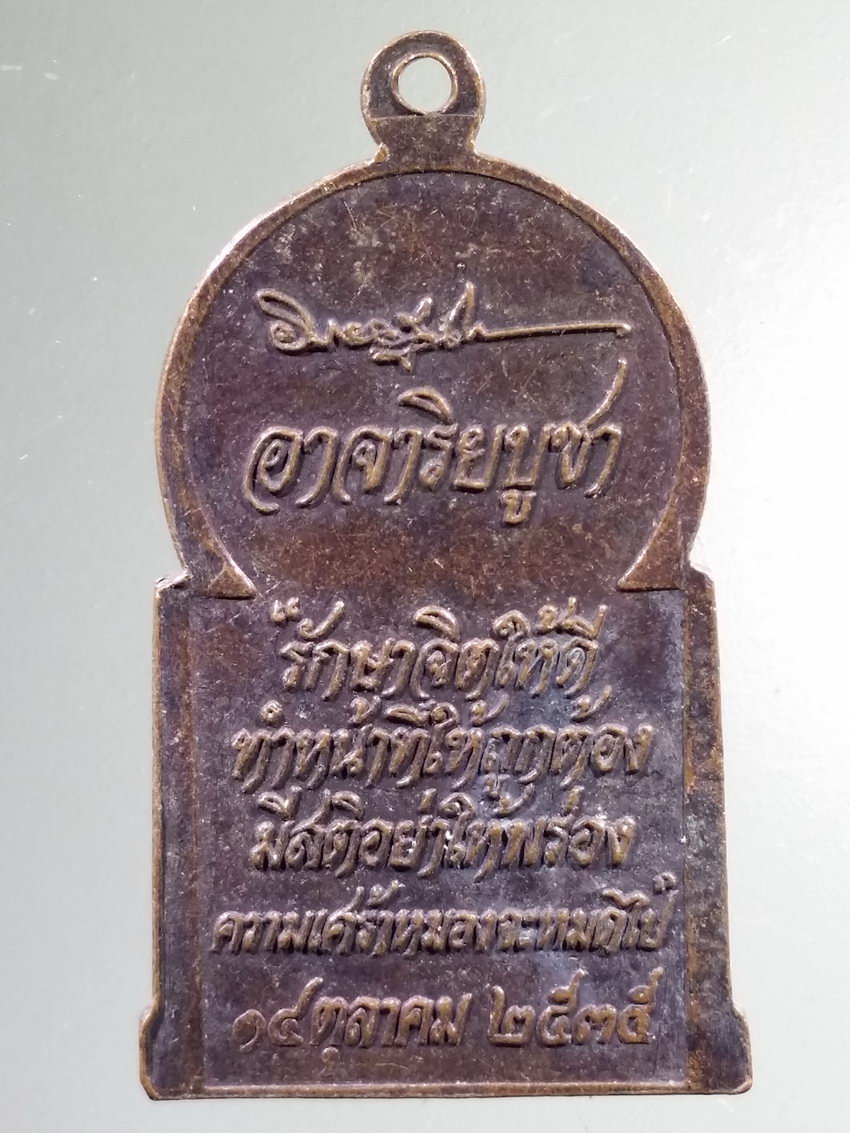 อาจาริยบูชา
“รักษาจิตให้ดี
ทำหน้าที่ให้ถูกต้อง
มีสติอย่าให้พร่อง
ความเศร้าหมองจะหมดไป”
๑๔ ตุลาคม ๒๕๓๕